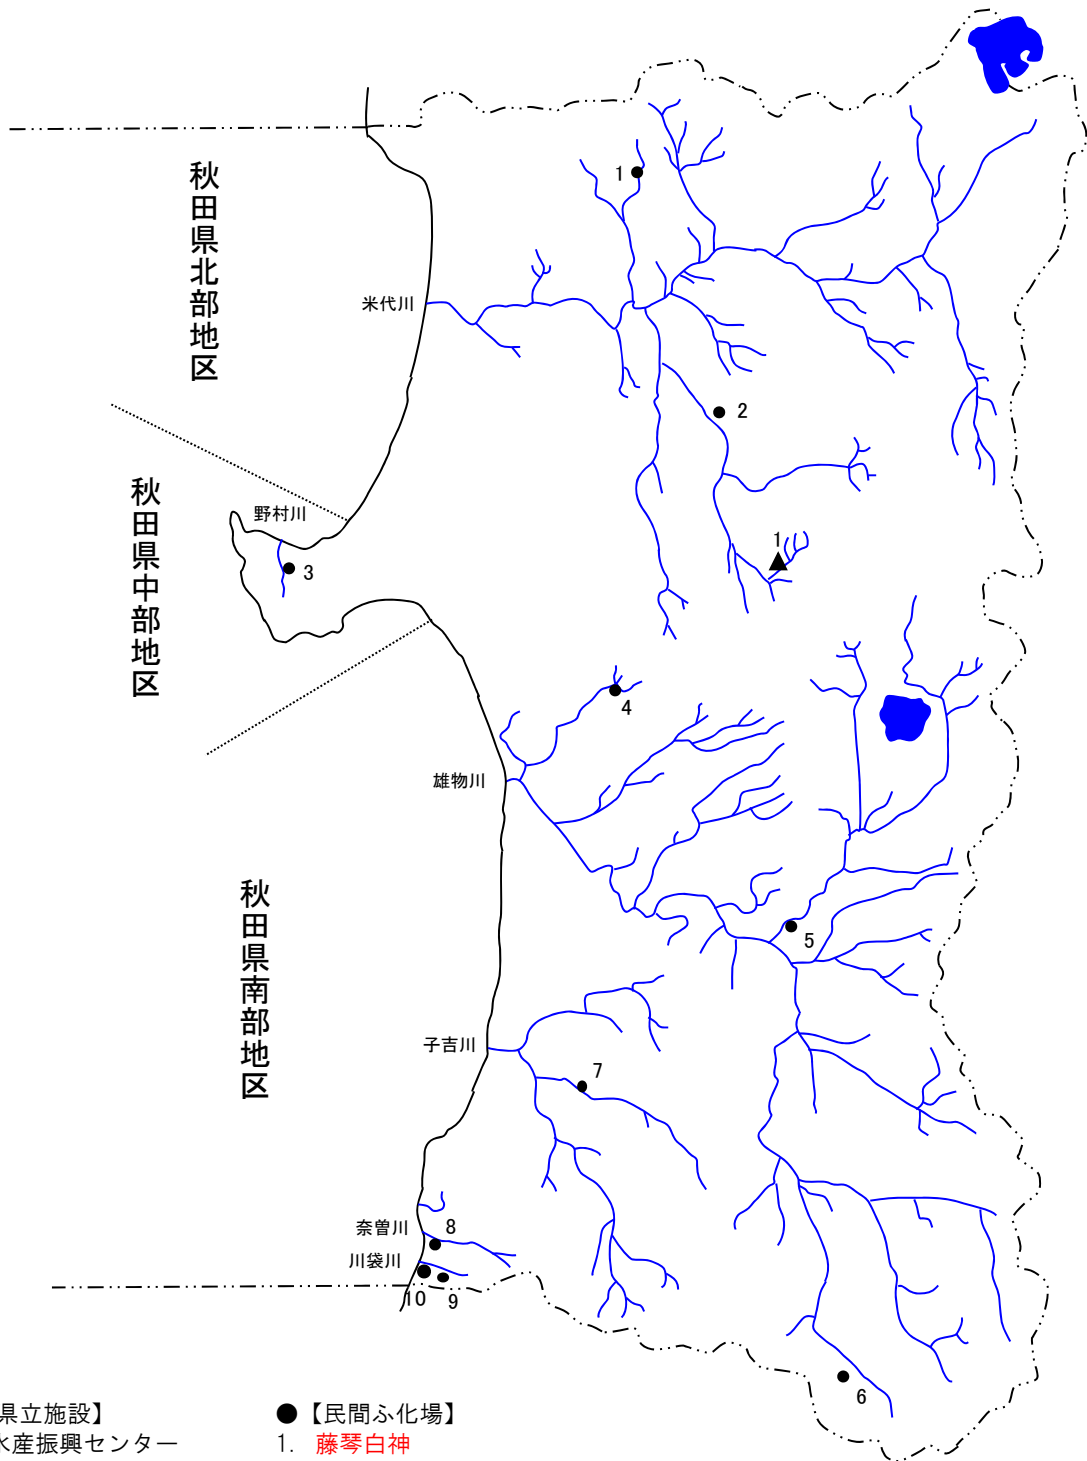 秋田県北部地区
米代川
1
2
野村川
3
秋田県中部地区
1
4
雄物川
5
秋田県南部地区
子吉川
7
奈曽川
8
川袋川
10
9
6
県立施設】
水産振興センター
●【民間ふ化場】
1. 藤琴白神